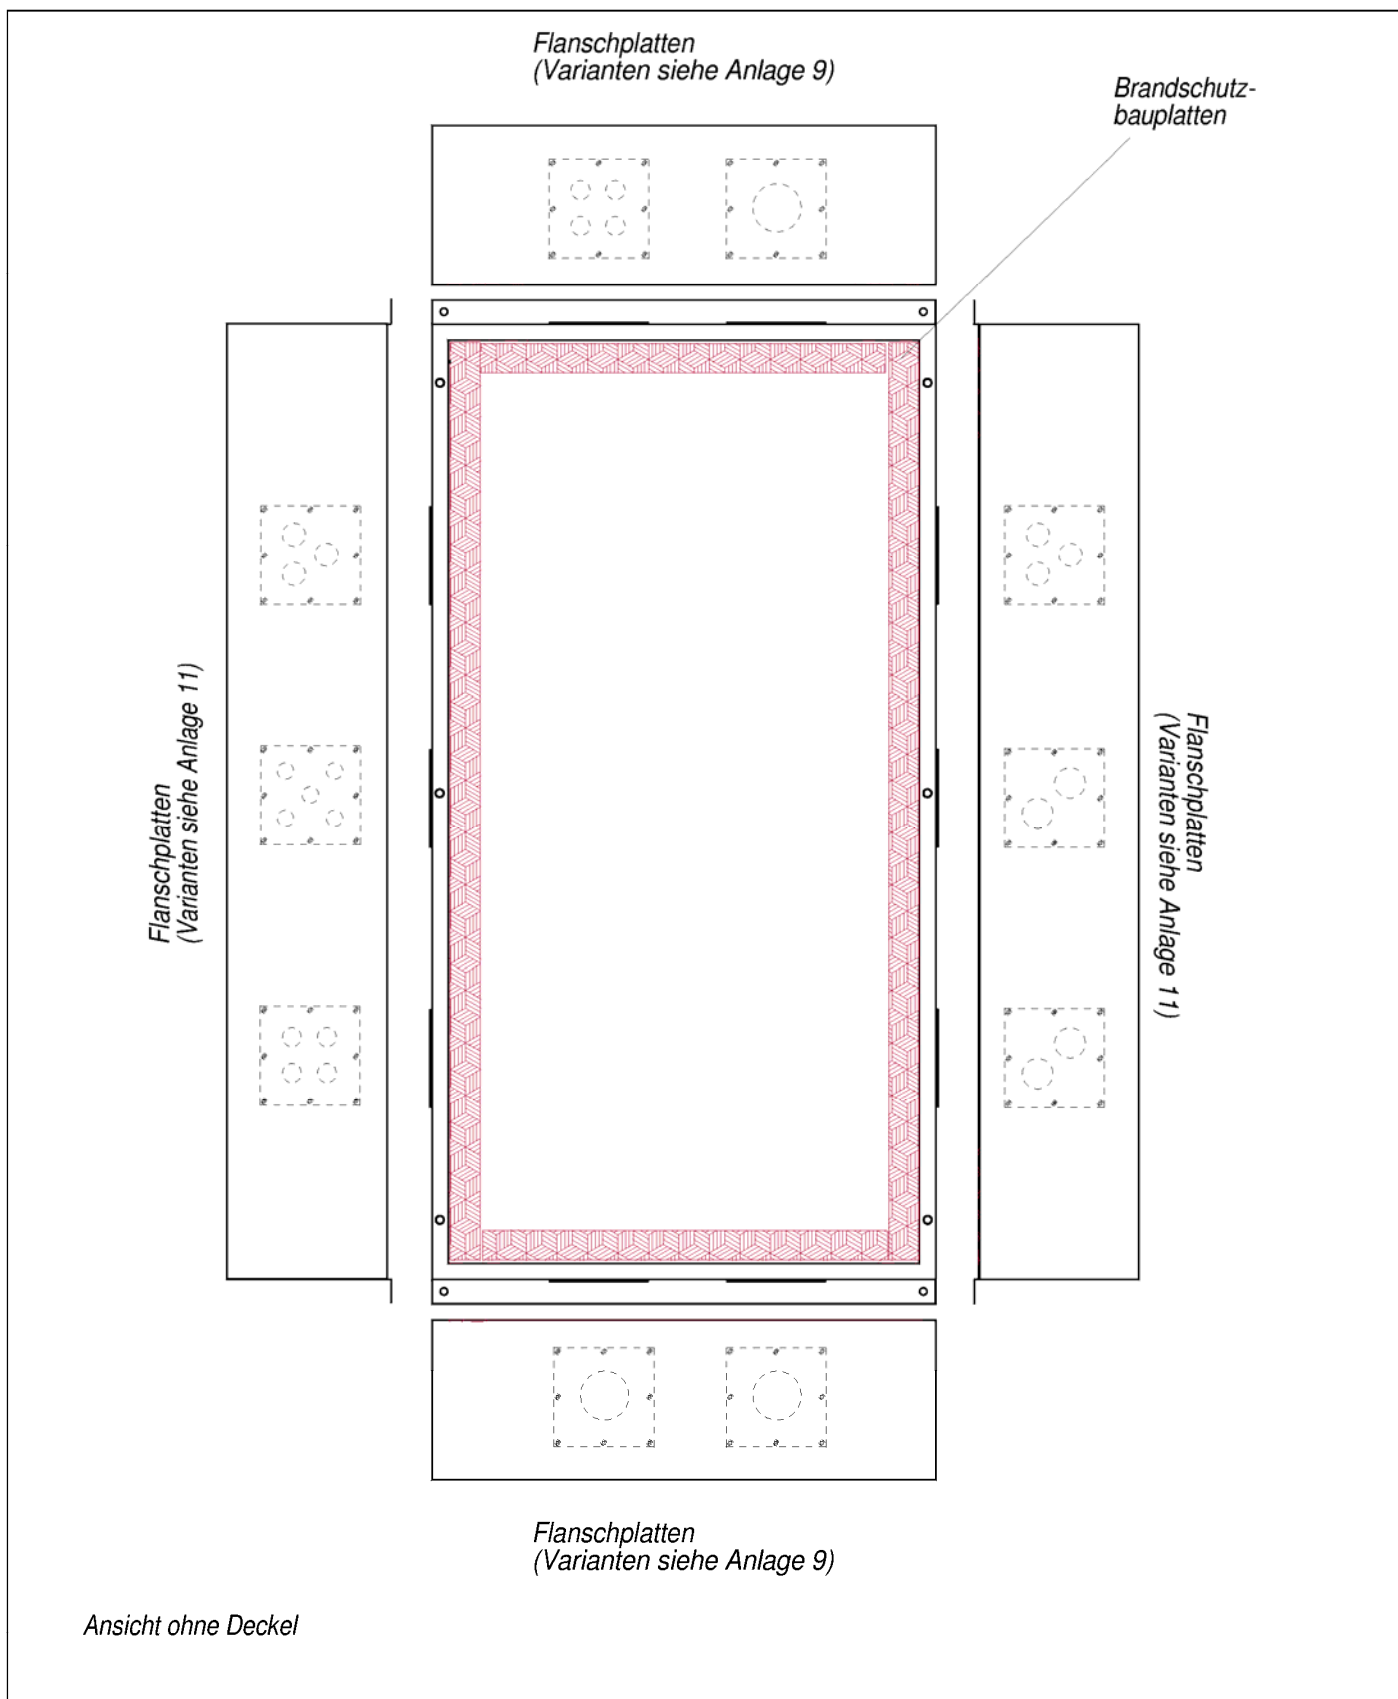 Flanschplatten
(Varianten siehe Anlage 9)
Brandschutz-
bauplatten
Flanschplatten
(Varianten siehe Anlage 11)
Flanschplatten
(Varianten siehe Anlage 11)
Flanschplatten
(Varianten siehe Anlage 9)
Ansicht ohne Deckel